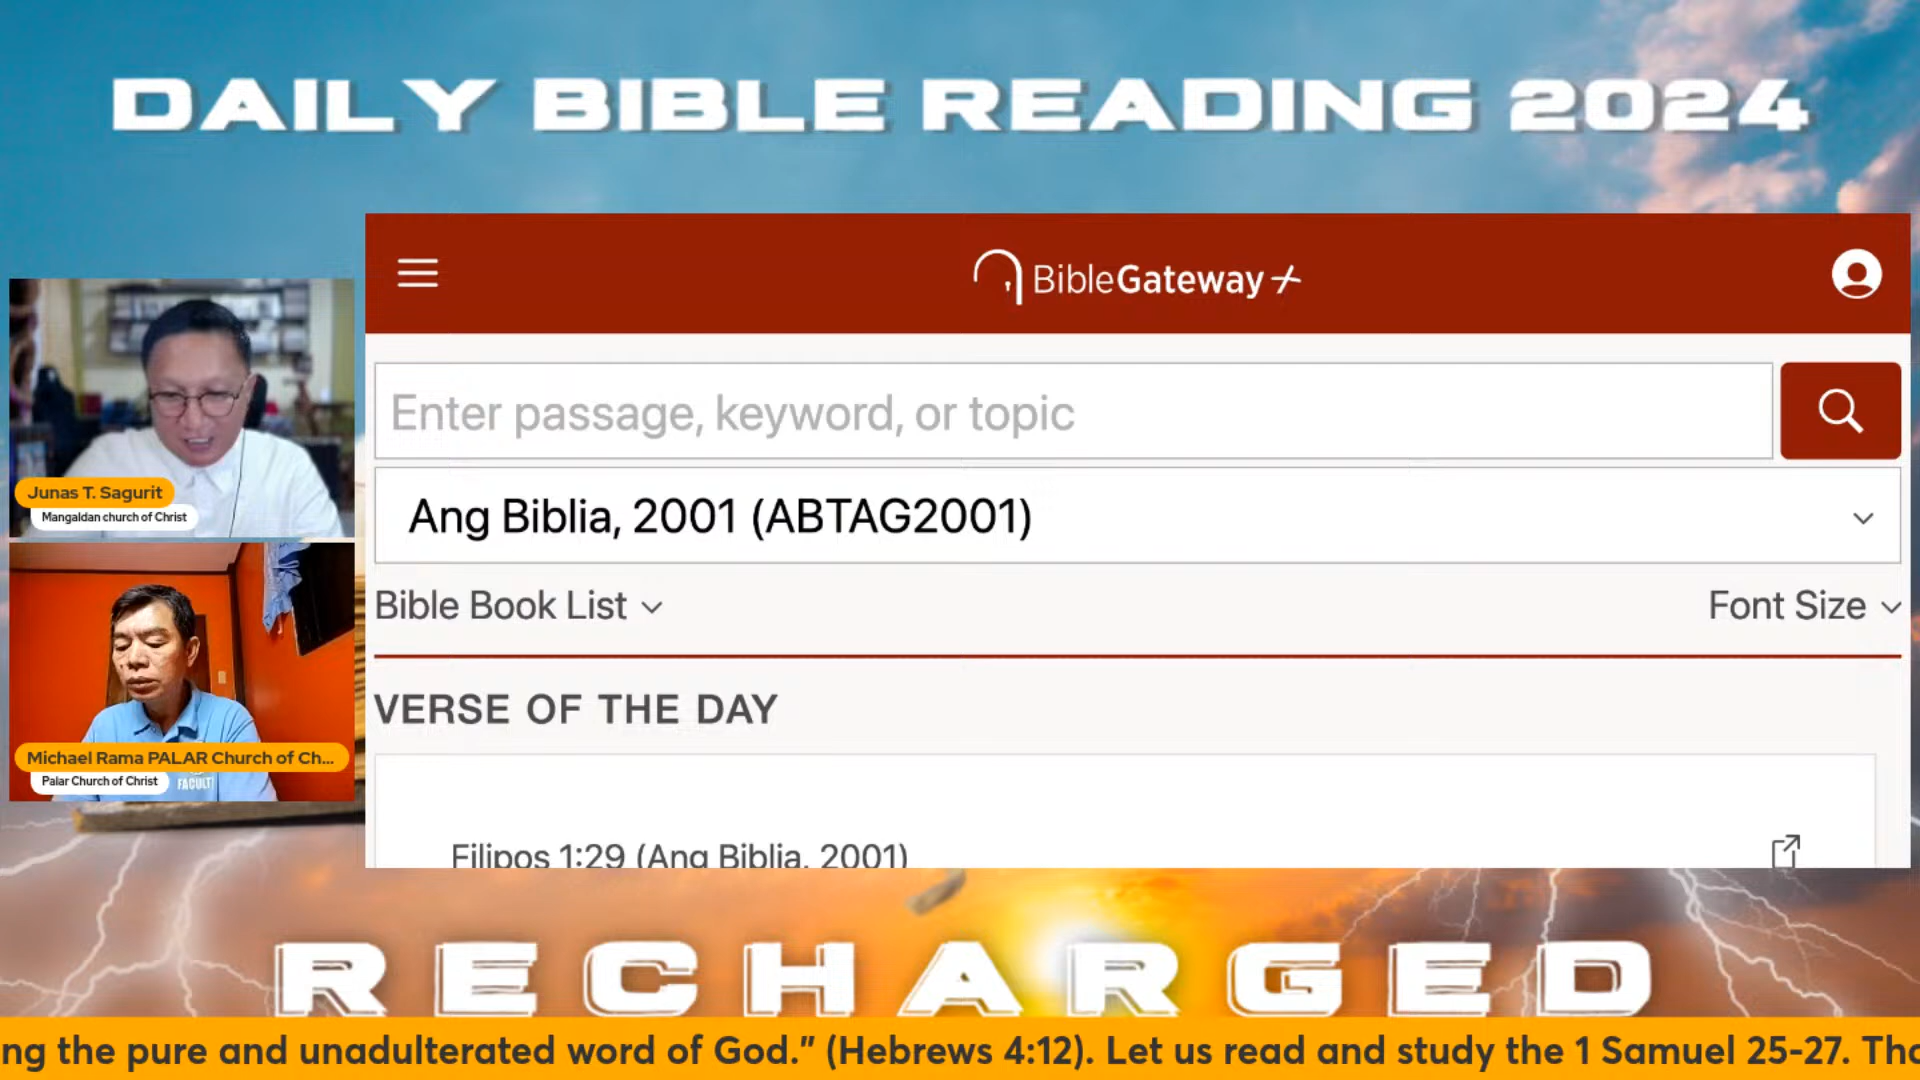 DAILY BIBLE READING 2024
BibleGateway
Enter passage, keyword, or topic
Ang Biblia, 2001 (ABTAG2001)
Bible Book List
Font Size
VERSE OF THE DAY
Filipos 1:29 (Ang Biblia, 2001)
Junas T. Sagurit
Mangaldan church of Christ
Michael Rama PALAR Church of Ch...
Palar Church of Christ
RECHARGED
ng the pure and unadulterated word of God." (Hebrews 4:12). Let us read and study the 1 Samuel 25-27.